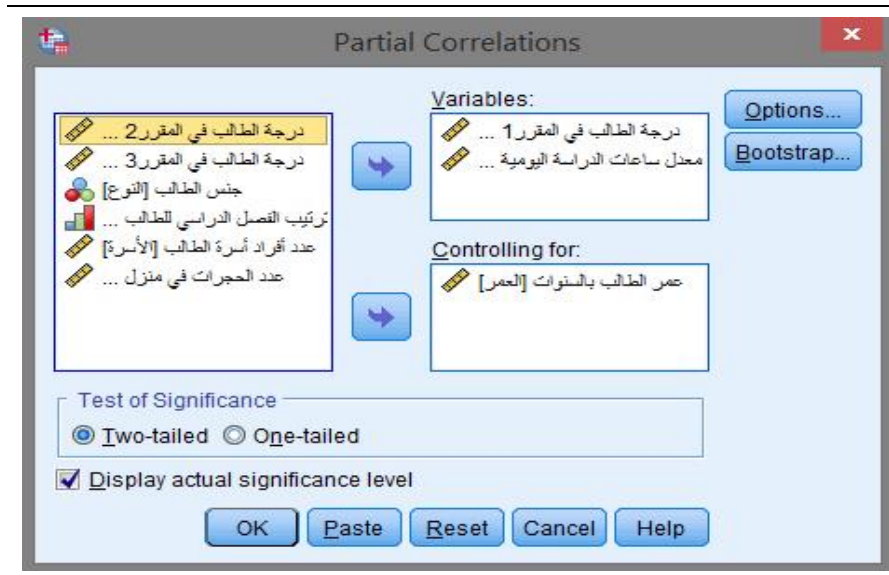 Partial Correlations
درجة الطالب في المقرر2 ...
درجة الطالب في المقرر3 ...
جنس الطالب [النوع]
ترتيب الفصل الدراسي للطالب ...
عدد أفراد أسرة الطالب [الأسرة]
عدد الحجرات في منزل ...
Variables:
درجة الطالب في المقرر1 ...
معدل ساعات الدراسة اليومية ...
Controlling for:
عمر الطالب بالسنوات [العمر]
Options...
Bootstrap...
Test of Significance
Two-tailed One-tailed
Display actual significance level
OK Paste Reset Cancel Help